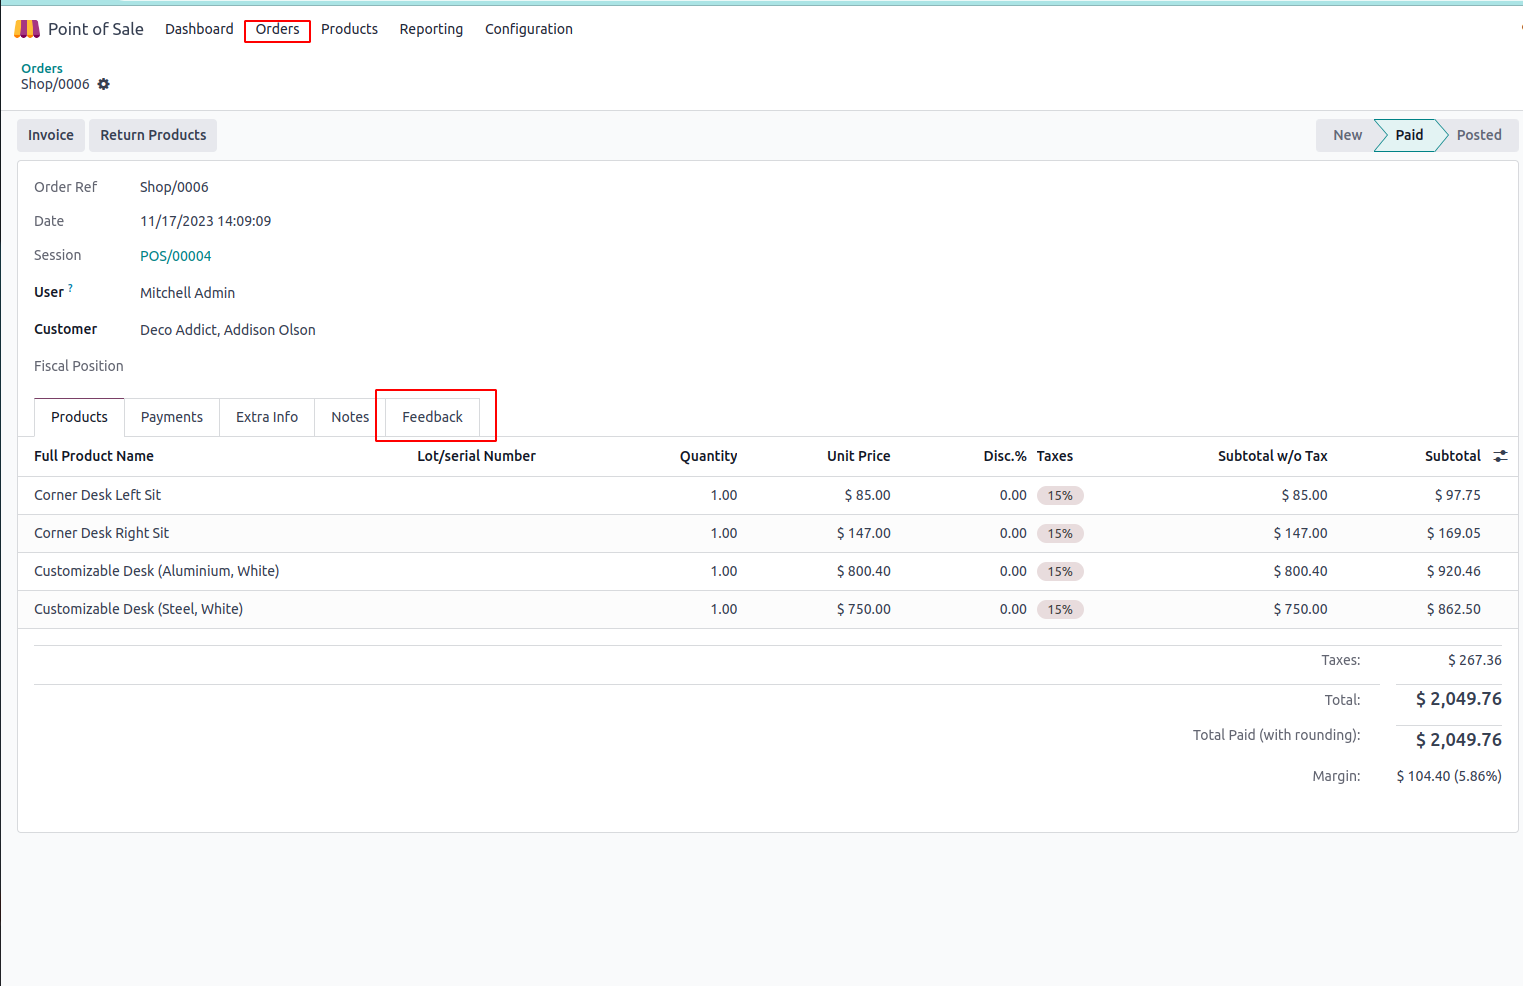 Point of Sale Dashboard Orders Products Reporting Configuration
Orders
Shop/0006
Invoice Return Products New Paid Posted
Order Ref Shop/0006
Date 11/17/2023 14:09:09
Session POS/00004
User ? Mitchell Admin
Customer Deco Addict, Addison Olson
Fiscal Position
Products Payments Extra Info Notes Feedback
Full Product Name Lot/serial Number Quantity Unit Price Disc.% Taxes Subtotal w/o Tax Subtotal
Corner Desk Left Sit 1.00 $ 85.00 0.00 15% $ 85.00 $ 97.75
Corner Desk Right Sit 1.00 $ 147.00 0.00 15% $ 147.00 $ 169.05
Customizable Desk (Aluminium, White) 1.00 $ 800.40 0.00 15% $ 800.40 $ 920.46
Customizable Desk (Steel, White) 1.00 $ 750.00 0.00 15% $ 750.00 $ 862.50
Taxes: $ 267.36
Total: $ 2,049.76
Total Paid (with rounding): $ 2,049.76
Margin: $ 104.40 (5.86%)